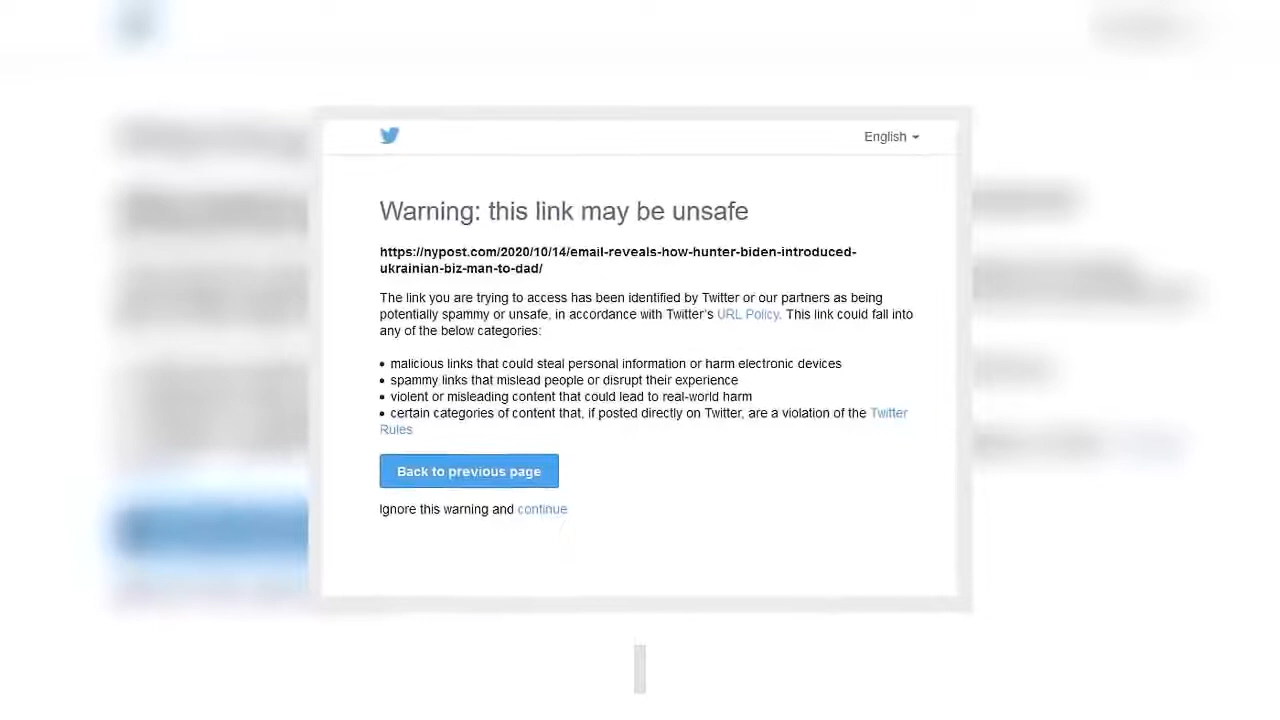 English
Warning: this link may be unsafe
https://nypost.com/2020/10/14/email-reveals-how-hunter-biden-introduced-
ukrainian-biz-man-to-dad/
The link you are trying to access has been identified by Twitter or our partners as being
potentially spammy or unsafe, in accordance with Twitter’s URL Policy. This link could fall into
any of the below categories:
• malicious links that could steal personal information or harm electronic devices
• spammy links that mislead people or disrupt their experience
• violent or misleading content that could lead to real-world harm
• certain categories of content that, if posted directly on Twitter, are a violation of the Twitter
Rules
Back to previous page
Ignore this warning and continue